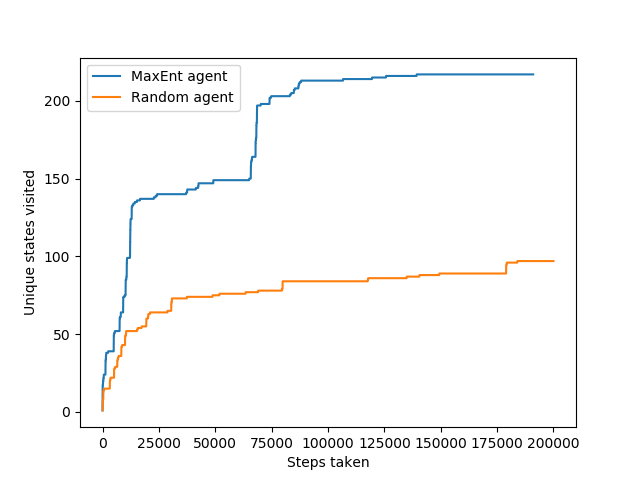 MaxEnt agent
Random agent
Unique states visited
200
150
100
50
0
0 25000 50000 75000 100000 125000 150000 175000 200000
Steps taken